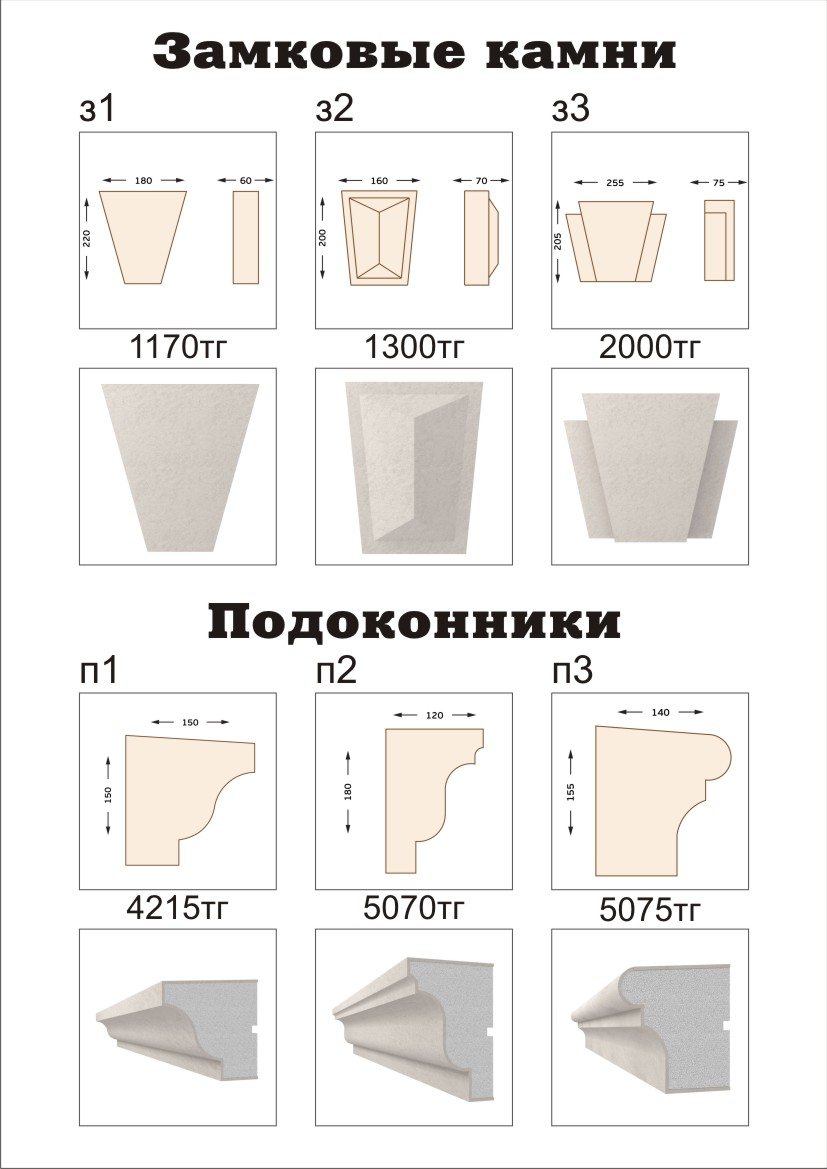 Замковые камни
з1 з2 з3
180 60 160 70 255 75
220 200 205
1170тг 1300тг 2000тг
Подоконники
п1 п2 п3
150 120 140
150 180 155
4215тг 5070тг 5075тг